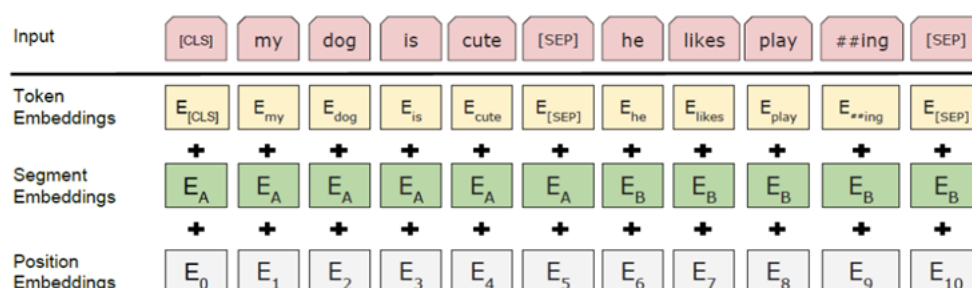 Input [CLS] my dog is cute [SEP] he likes play ##ing [SEP]
Token Embeddings E[CLS] Emy Edog Eis Ecute E[SEP] Ehe Elikes Eplay E##ing E[SEP]
+ + + + + + + + + + +
Segment Embeddings EA EA EA EA EA EA EB EB EB EB EB
+ + + + + + + + + + +
Position Embeddings E0 E1 E2 E3 E4 E5 E6 E7 E8 E9 E10